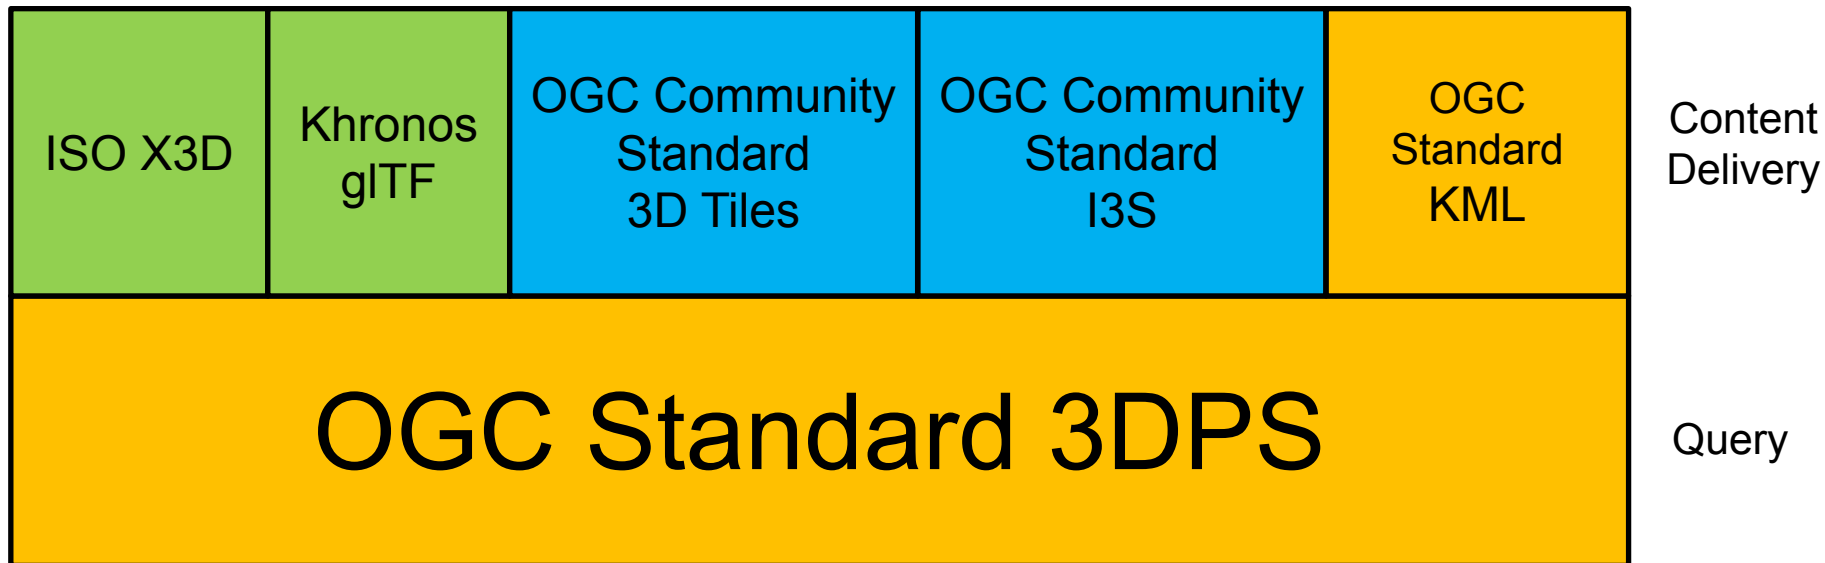 ISO X3D
Khronos
glTF
OGC Community
Standard
3D Tiles
OGC Community
Standard
I3S
OGC
Standard
KML
Content
Delivery
OGC Standard 3DPS
Query